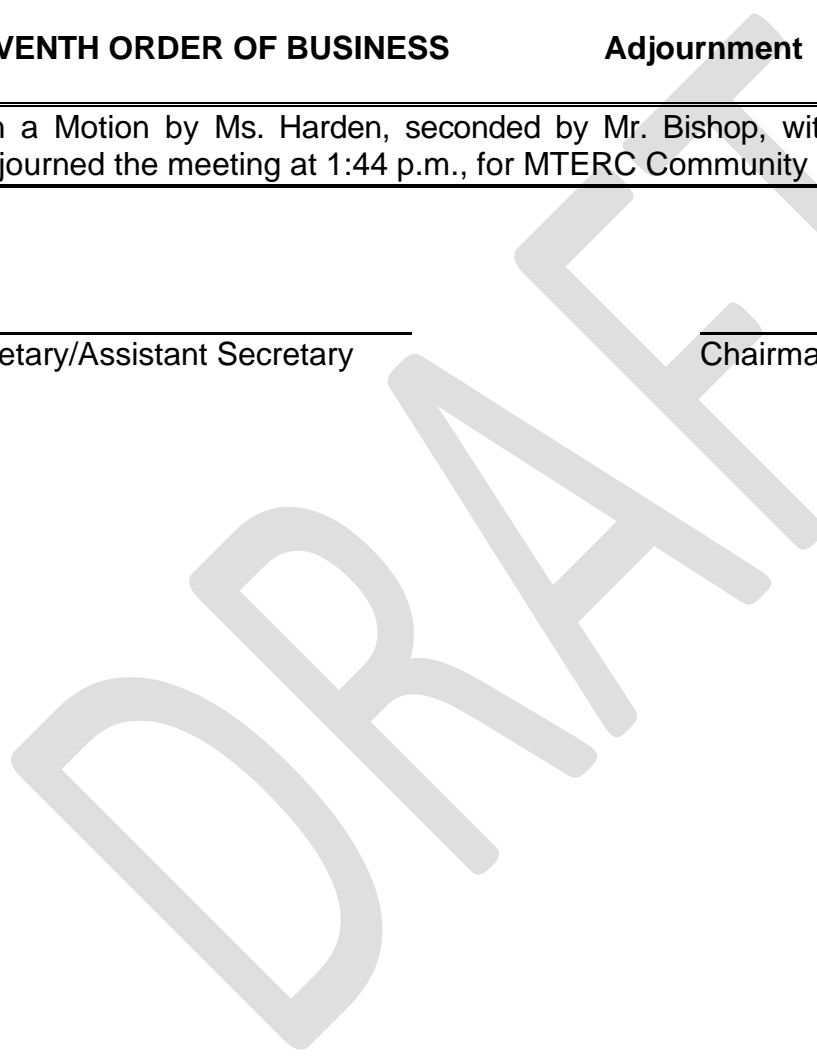 VENTH ORDER OF BUSINESS Adjournment
n a Motion by Ms. Harden, seconded by Mr. Bishop, wit
journed the meeting at 1:44 p.m., for MTERC Community
etary/Assistant Secretary Chairma
DRAFT